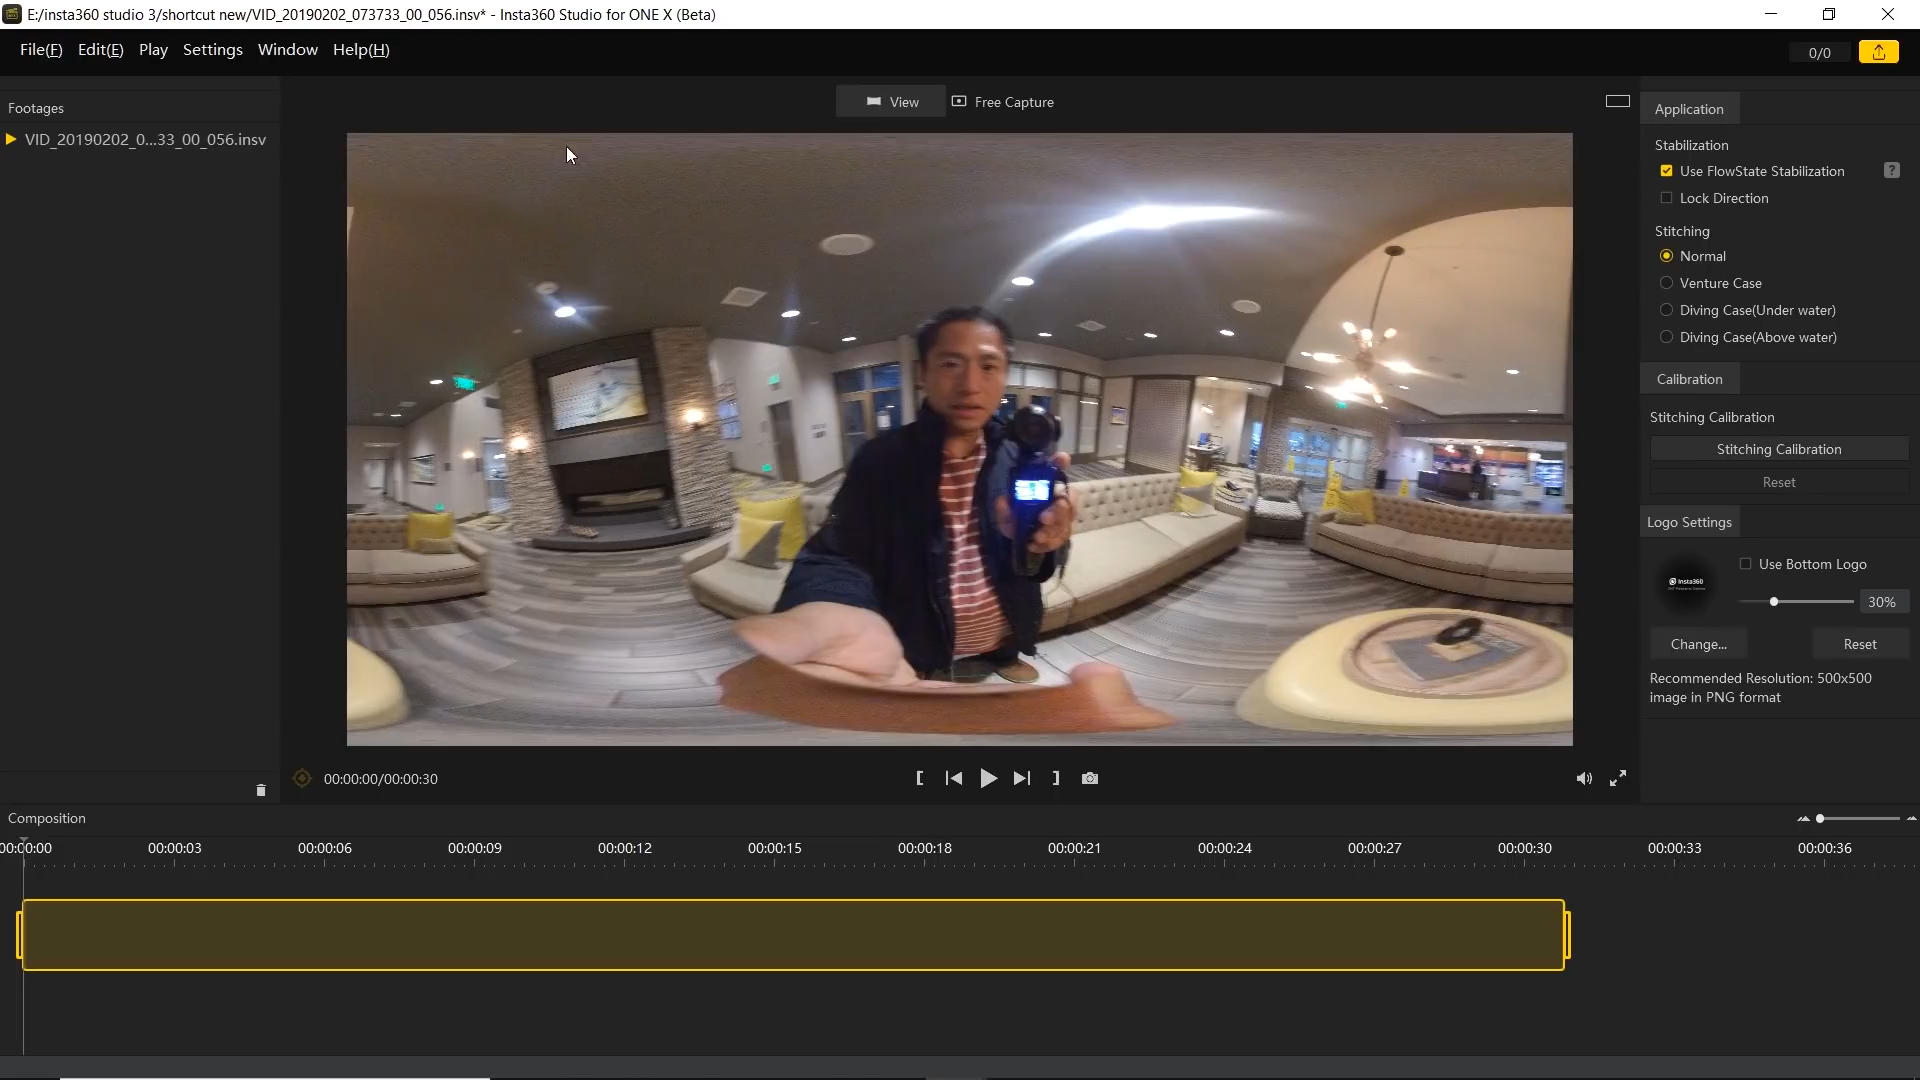 E:/insta360 studio 3/shortcut new/VID_20190202_073733_00_056.insv* - Insta360 Studio for ONE X (Beta)
File(F) Edit(E) Play Settings Window Help(H)
0/0
Footages
VID_20190202_0...33_00_056.insv
View
Free Capture
Application
Stabilization
Use FlowState Stabilization
?
Lock Direction
Stitching
Normal
Venture Case
Diving Case(Under water)
Diving Case(Above water)
Calibration
Stitching Calibration
Stitching Calibration
Reset
Logo Settings
Insta360
Use Bottom Logo
30%
Change...
Reset
Recommended Resolution: 500x500
image in PNG format
00:00:00/00:00:30
Composition
00:00:00 00:00:03 00:00:06 00:00:09 00:00:12 00:00:15 00:00:18 00:00:21 00:00:24 00:00:27 00:00:30 00:00:33 00:00:36